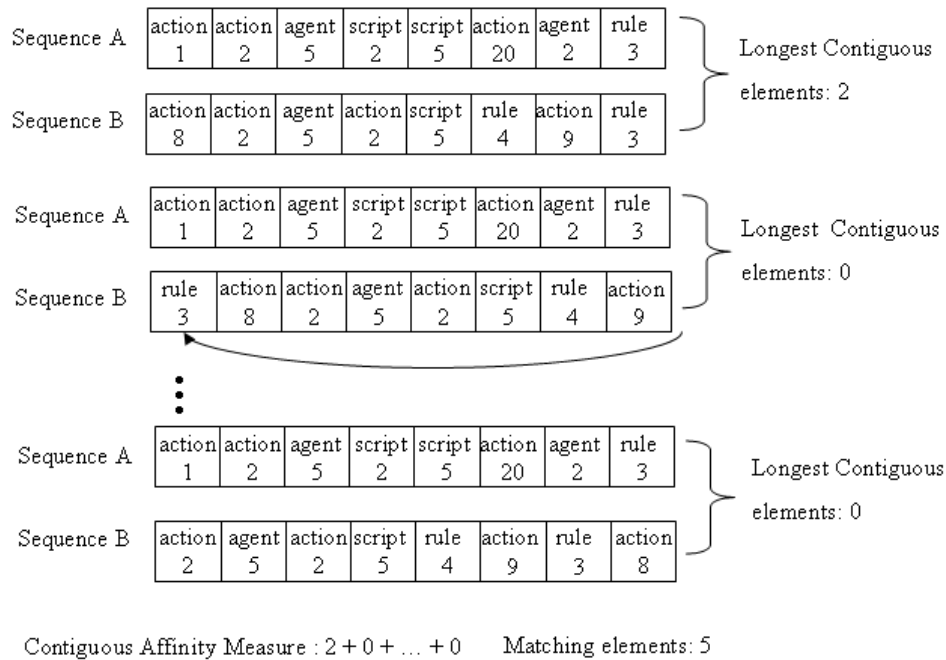 Sequence A action 1 action 2 agent 5 script 2 script 5 action 20 agent 2 rule 3
Longest Contiguous
elements: 2
Sequence B action 8 action 2 agent 5 action 2 script 5 rule 4 action 9 rule 3
Sequence A action 1 action 2 agent 5 script 2 script 5 action 20 agent 2 rule 3
Longest Contiguous
elements: 0
Sequence B rule 3 action 8 action 2 agent 5 action 2 script 5 rule 4 action 9
Sequence A action 1 action 2 agent 5 script 2 script 5 action 20 agent 2 rule 3
Longest Contiguous
elements: 0
Sequence B action 2 agent 5 action 2 script 5 rule 4 action 9 rule 3 action 8
Contiguous Affinity Measure : 2 + 0 + ... + 0 Matching elements: 5